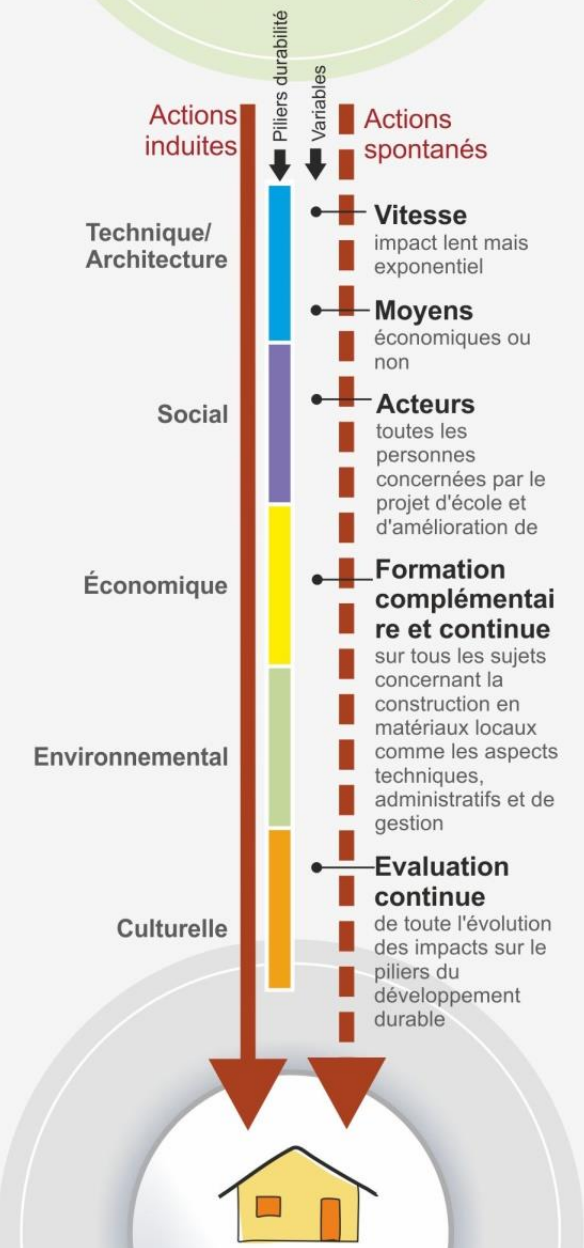 Piliers durabilité
Variables
Actions
induites
Actions
spontanés
Technique/
Architecture
Social
Économique
Environnemental
Culturelle
Vitesse
impact lent mais
exponentiel
Moyens
économiques ou
non
Acteurs
toutes les
personnes
concernées par le
projet d'école et
d'amélioration de
Formation
complémentai
re et continue
sur tous les sujets
concernant la
construction en
matériaux locaux
comme les aspects
techniques,
administratifs et de
gestion
Evaluation
continue
de toute l'évolution
des impacts sur le
piliers du
développement
durable